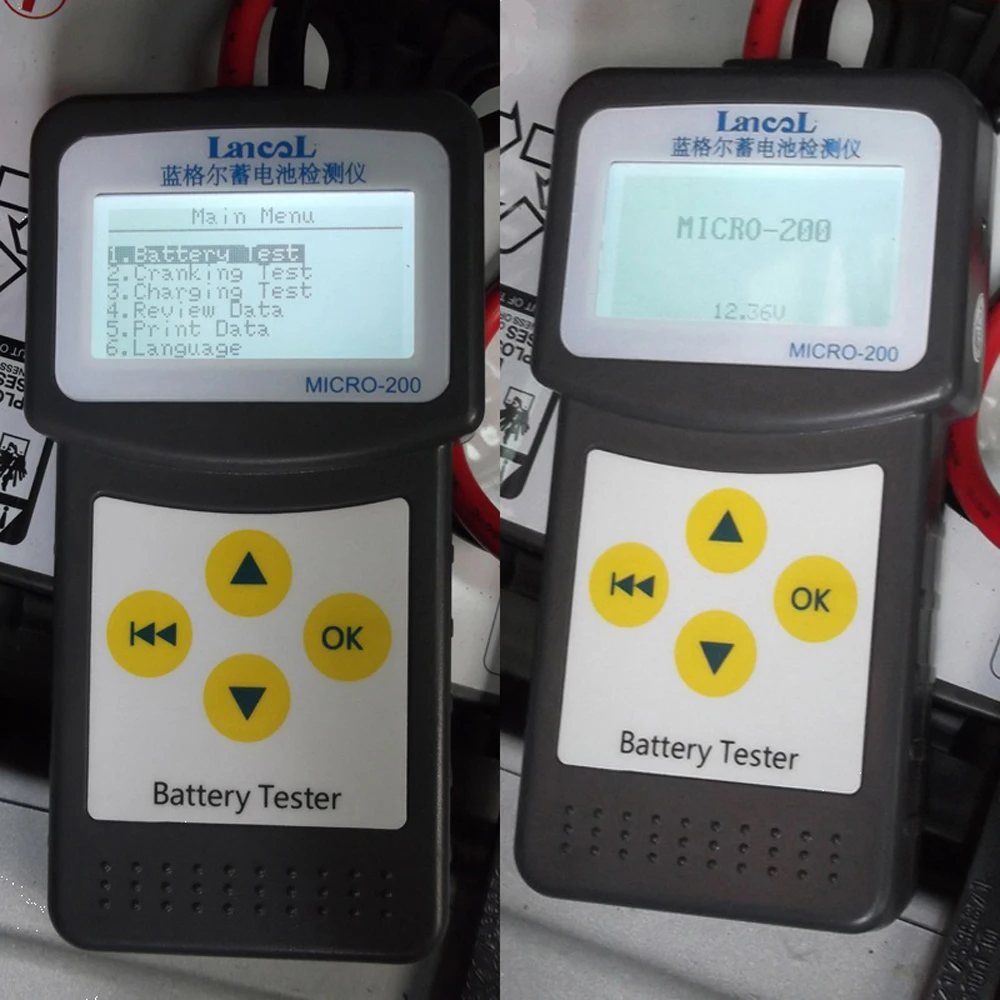 LancoL
蓝格尔蓄电池检测仪
Main Menu
1.Battery Test
2.Cranking Test
3.Charging Test
4.Review Data
5.Print Data
6.Language
MICRO-200
OK
Battery Tester
LancoL
蓝格尔蓄电池检测仪
MICRO-200
12.36V
MICRO-200
OK
Battery Tester